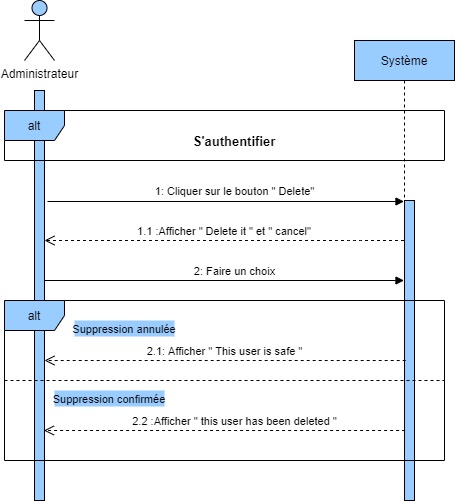 Administrateur
Système
alt
S'authentifier
1: Cliquer sur le bouton " Delete"
1.1 :Afficher " Delete it " et " cancel"
2: Faire un choix
alt
Suppression annulée
2.1: Afficher " This user is safe "
Suppression confirmée
2.2 :Afficher " this user has been deleted "